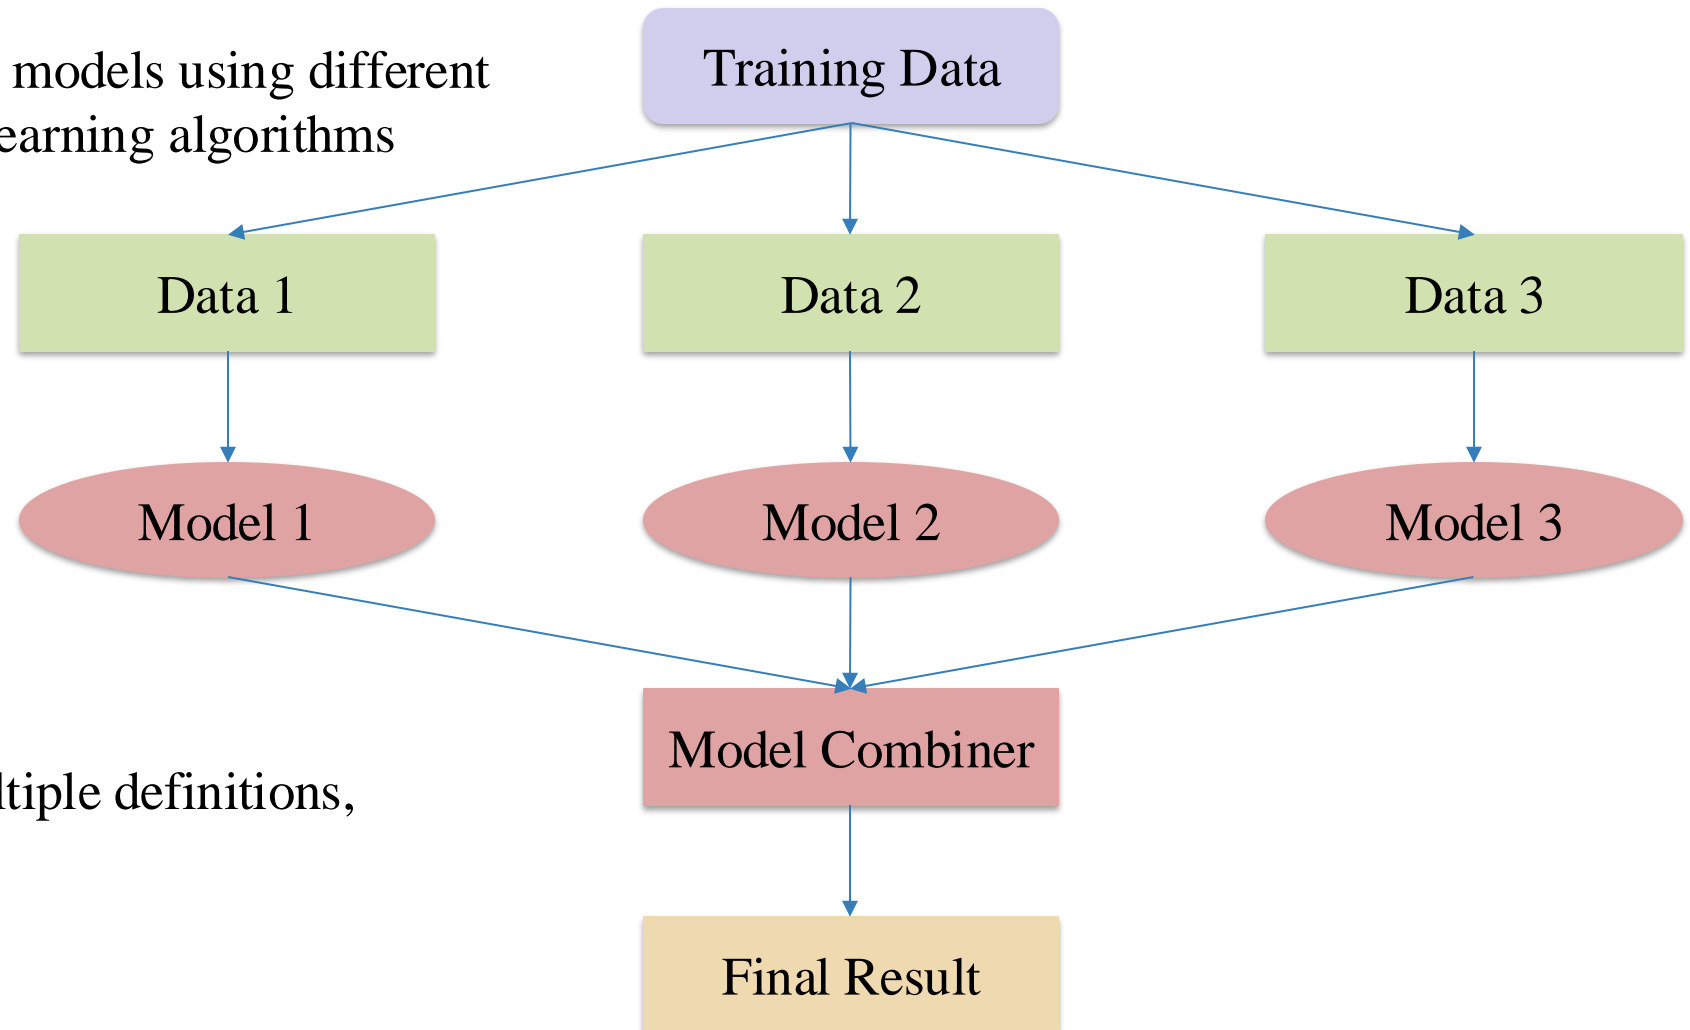 models using different
earning algorithms
Training Data
Data 1
Data 2
Data 3
Model 1
Model 2
Model 3
Model Combiner
ltiple definitions,
Final Result